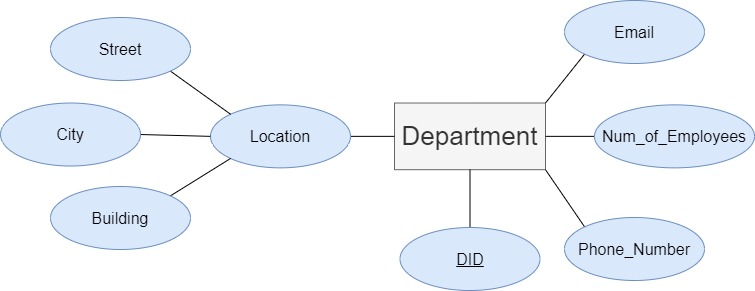 Email
Street
City
Location
Department
Num_of_Employees
Building
DID
Phone_Number